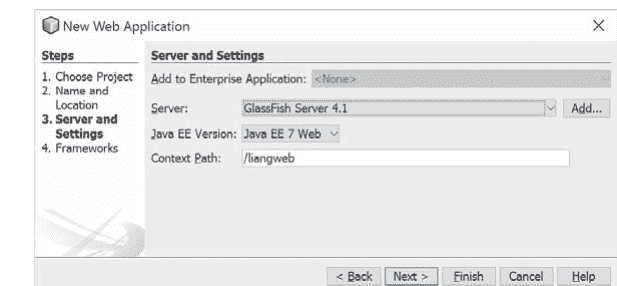 New Web Application
Steps
1. Choose Project
2. Name and
Location
3. Server and
Settings
4. Frameworks
Server and Settings
Add to Enterprise Application: <None>
Server: GlassFish Server 4.1 Add...
Java EE Version: Java EE 7 Web
Context Path: /liangweb
< Back Next > Finish Cancel Help